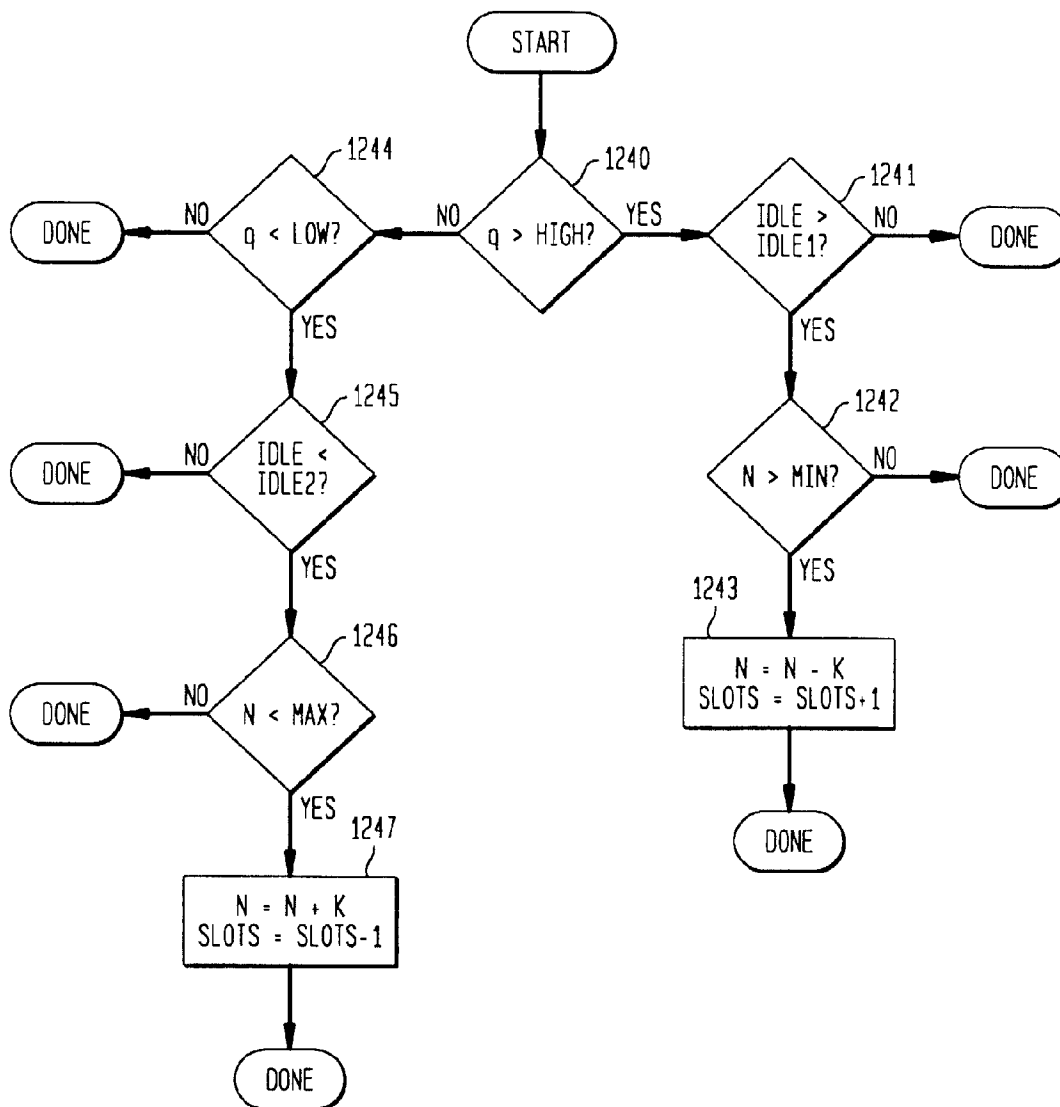 START
1244
1240
1241
NO
q < LOW?
NO
q > HIGH?
YES
IDLE >
IDLE1?
NO
DONE
DONE
YES
YES
1245
1242
NO
IDLE <
IDLE2?
N > MIN?
NO
DONE
DONE
YES
YES
1243
1246
N = N - K
SLOTS = SLOTS+1
NO
N < MAX?
DONE
YES
1247
DONE
N = N + K
SLOTS = SLOTS-1
DONE